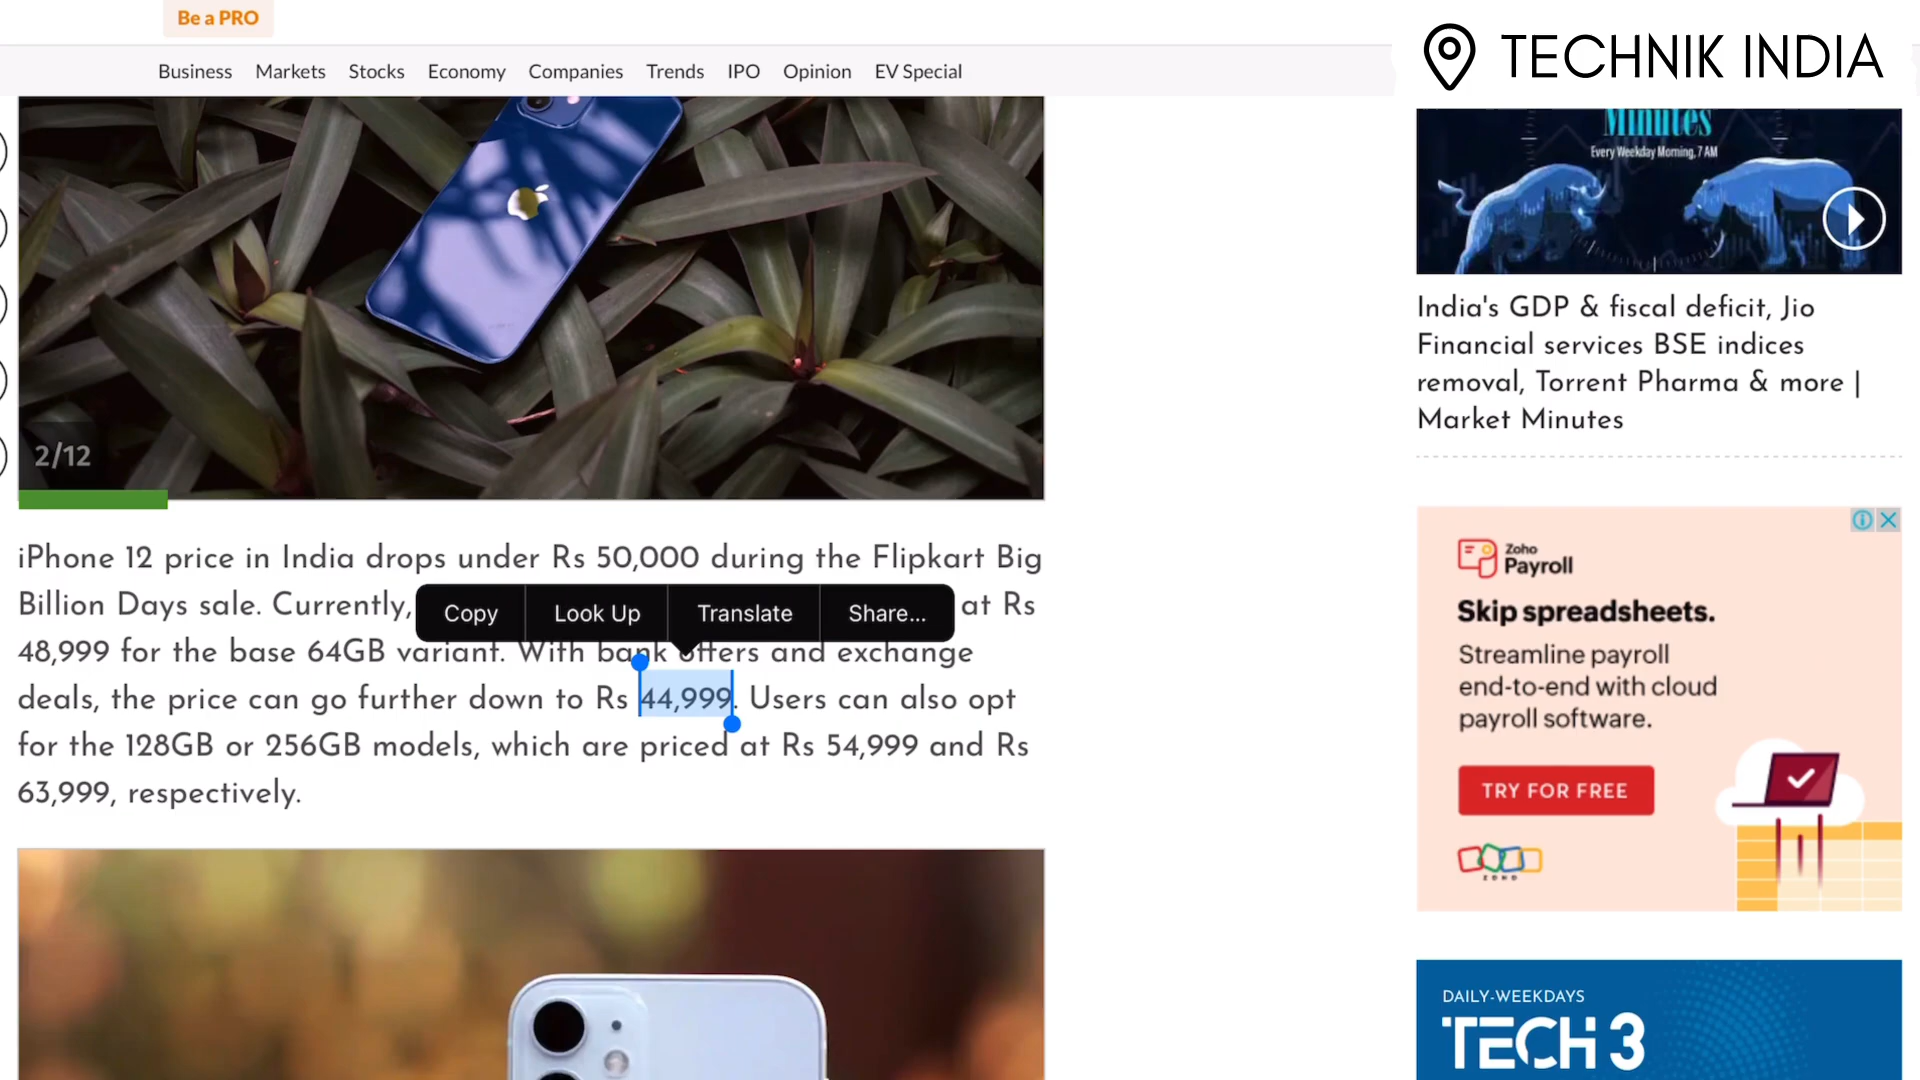 Be a PRO
Business Markets Stocks Economy Companies Trends IPO Opinion EV Special
TECHNIK INDIA
Minutes
Every Weekday Morning, 7 AM
India's GDP & fiscal deficit, Jio
Financial services BSE indices
removal, Torrent Pharma & more |
Market Minutes
2/12
iPhone 12 price in India drops under Rs 50,000 during the Flipkart Big
Billion Days sale. Currently, at Rs
Copy Look Up Translate Share...
48,999 for the base 64GB variant. With bank offers and exchange
deals, the price can go further down to Rs 44,999. Users can also opt
for the 128GB or 256GB models, which are priced at Rs 54,999 and Rs
63,999, respectively.
Zoho
Payroll
Skip spreadsheets.
Streamline payroll
end-to-end with cloud
payroll software.
TRY FOR FREE
ZOHO
DAILY-WEEKDAYS
TECH 3